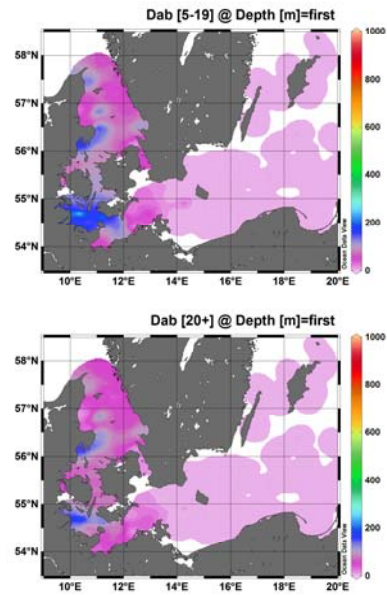 Dab [5-19] @ Depth [m]=first
58°N
57°N
56°N
55°N
54°N
10°E
12°E
14°E
16°E
18°E
20°E
1000
800
600
400
200
0
Ocean Data View
Dab [20+] @ Depth [m]=first
58°N
57°N
56°N
55°N
54°N
10°E
12°E
14°E
16°E
18°E
20°E
1000
800
600
400
200
0
Ocean Data View